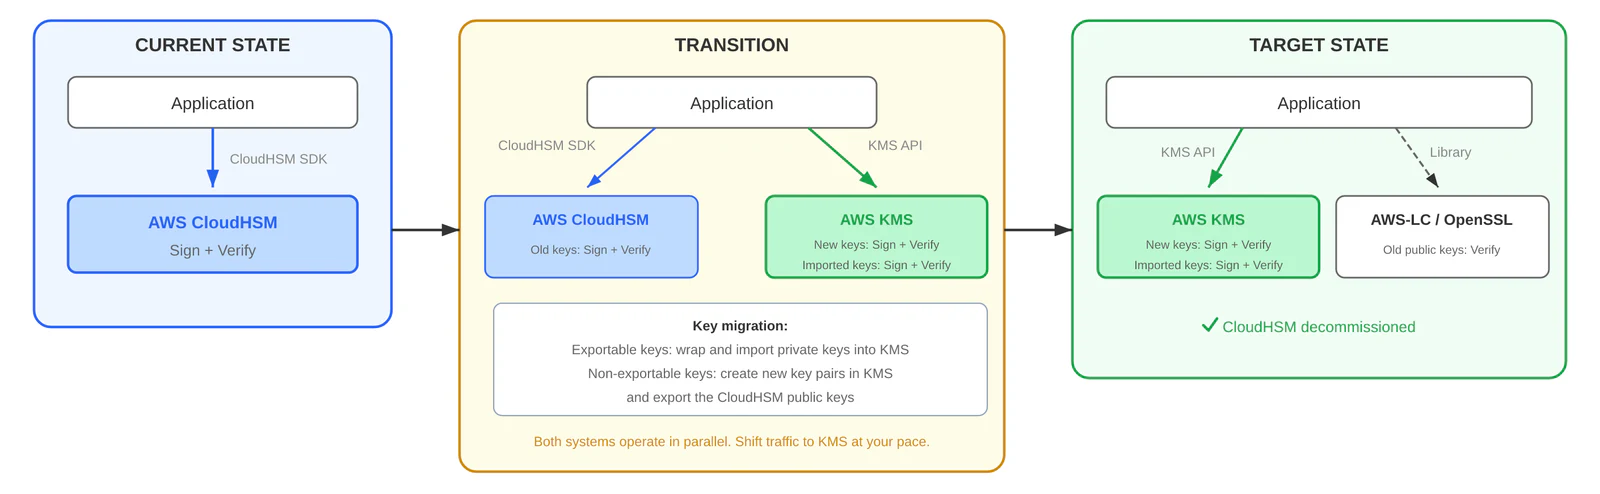 CURRENT STATE
Application
CloudHSM SDK
AWS CloudHSM
Sign + Verify
TRANSITION
Application
CloudHSM SDK
KMS API
AWS CloudHSM
Old keys: Sign + Verify
AWS KMS
New keys: Sign + Verify
Imported keys: Sign + Verify
Key migration:
Exportable keys: wrap and import private keys into KMS
Non-exportable keys: create new key pairs in KMS
and export the CloudHSM public keys
Both systems operate in parallel. Shift traffic to KMS at your pace.
TARGET STATE
Application
KMS API
Library
AWS KMS
New keys: Sign + Verify
Imported keys: Sign + Verify
AWS-LC / OpenSSL
Old public keys: Verify
CloudHSM decommissioned